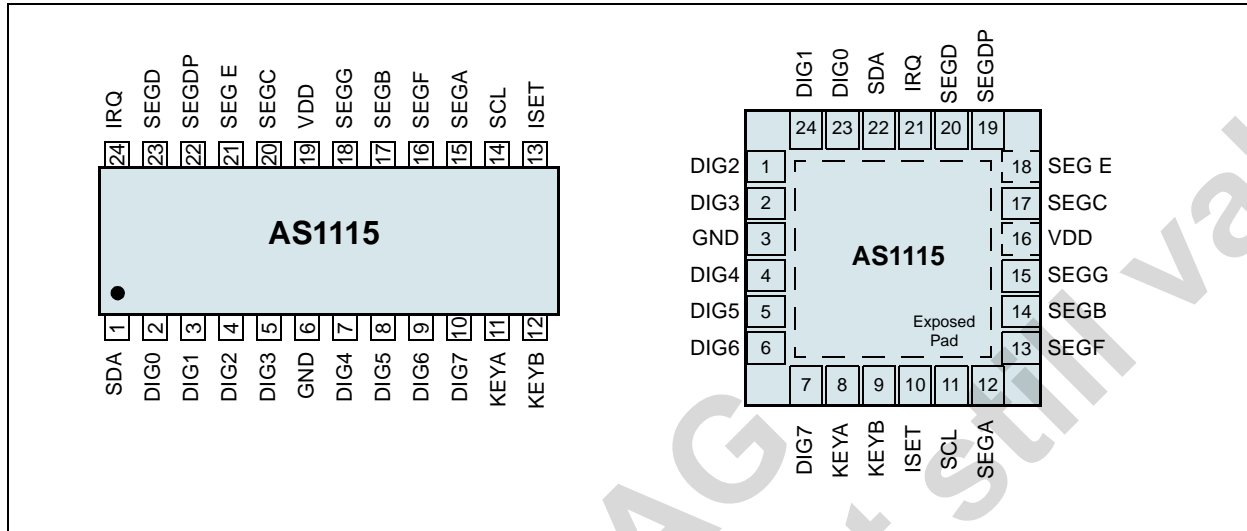 IRQ
SEGD
SEGDP
SEG E
SEGC
VDD
SEGG
SEGB
SEGF
SEGA
SCL
ISET
24
23
22
21
20
19
18
17
16
15
14
13
AS1115
1
2
3
4
5
6
7
8
9
10
11
12
SDA
DIG0
DIG1
DIG2
DIG3
GND
DIG4
DIG5
DIG6
DIG7
KEYA
KEYB
DIG1
DIG0
SDA
IRQ
SEGD
SEGDP
24
23
22
21
20
19
DIG2 1
DIG3 2
GND 3
DIG4 4
DIG5 5
DIG6 6
AS1115
Exposed
Pad
18 SEG E
17 SEGC
16 VDD
15 SEGG
14 SEGB
13 SEGF
7
8
9
10
11
12
DIG7
KEYA
KEYB
ISET
SCL
SEGA
AG
still